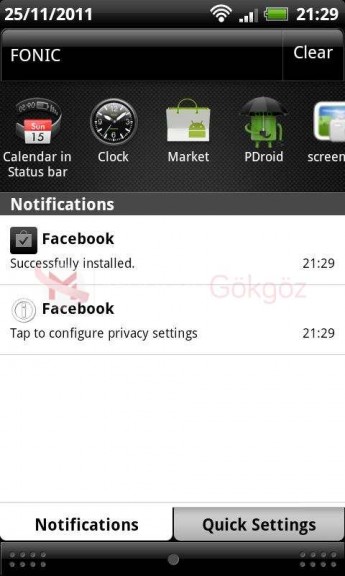 25/11/2011 21:29
FONIC Clear
Sun
15
Calendar in Clock Market PDroid screen
Status bar
Notifications
Facebook
Successfully installed. 21:29
Gökgöz
Facebook
Tap to configure privacy settings 21:29
Notifications Quick Settings